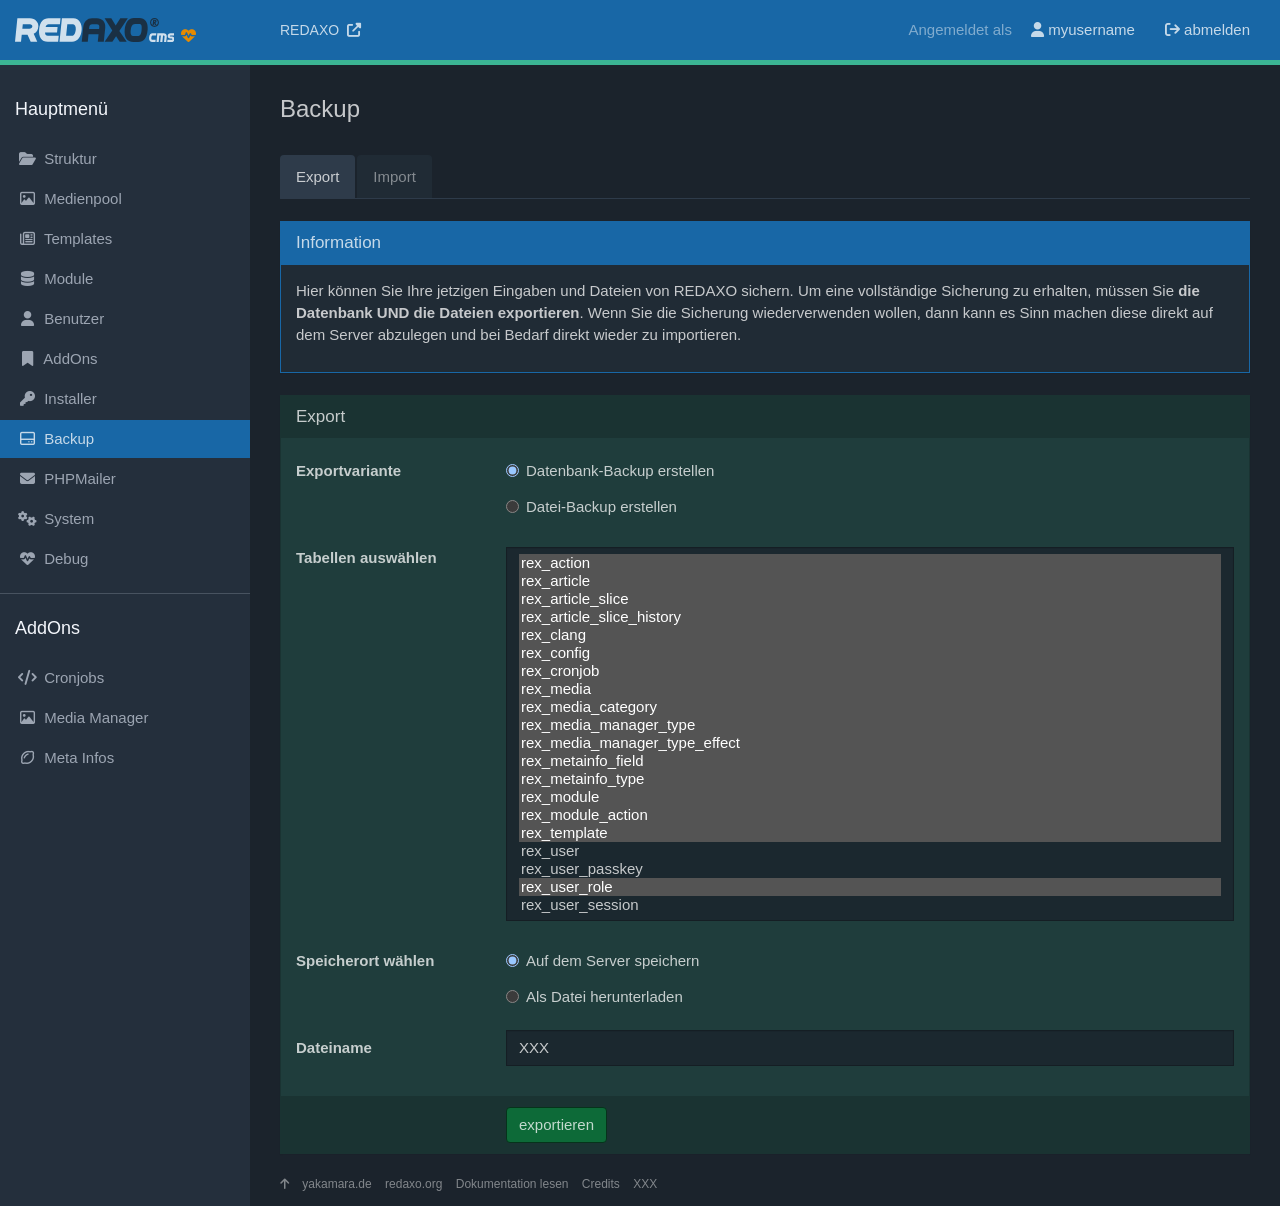 REDAXO® cms
REDAXO
Angemeldet als myusername abmelden
Hauptmenü
Struktur
Medienpool
Templates
Module
Benutzer
AddOns
Installer
Backup
PHPMailer
System
Debug
AddOns
Cronjobs
Media Manager
Meta Infos
Backup
Export Import
Information
Hier können Sie Ihre jetzigen Eingaben und Dateien von REDAXO sichern. Um eine vollständige Sicherung zu erhalten, müssen Sie die
Datenbank UND die Dateien exportieren. Wenn Sie die Sicherung wiederverwenden wollen, dann kann es Sinn machen diese direkt auf
dem Server abzulegen und bei Bedarf direkt wieder zu importieren.
Export
Exportvariante
Datenbank-Backup erstellen
Datei-Backup erstellen
Tabellen auswählen
rex_action
rex_article
rex_article_slice
rex_article_slice_history
rex_clang
rex_config
rex_cronjob
rex_media
rex_media_category
rex_media_manager_type
rex_media_manager_type_effect
rex_metainfo_field
rex_metainfo_type
rex_module
rex_module_action
rex_template
rex_user
rex_user_passkey
rex_user_role
rex_user_session
Speicherort wählen
Auf dem Server speichern
Als Datei herunterladen
Dateiname
XXX
exportieren
yakamara.de redaxo.org Dokumentation lesen Credits XXX